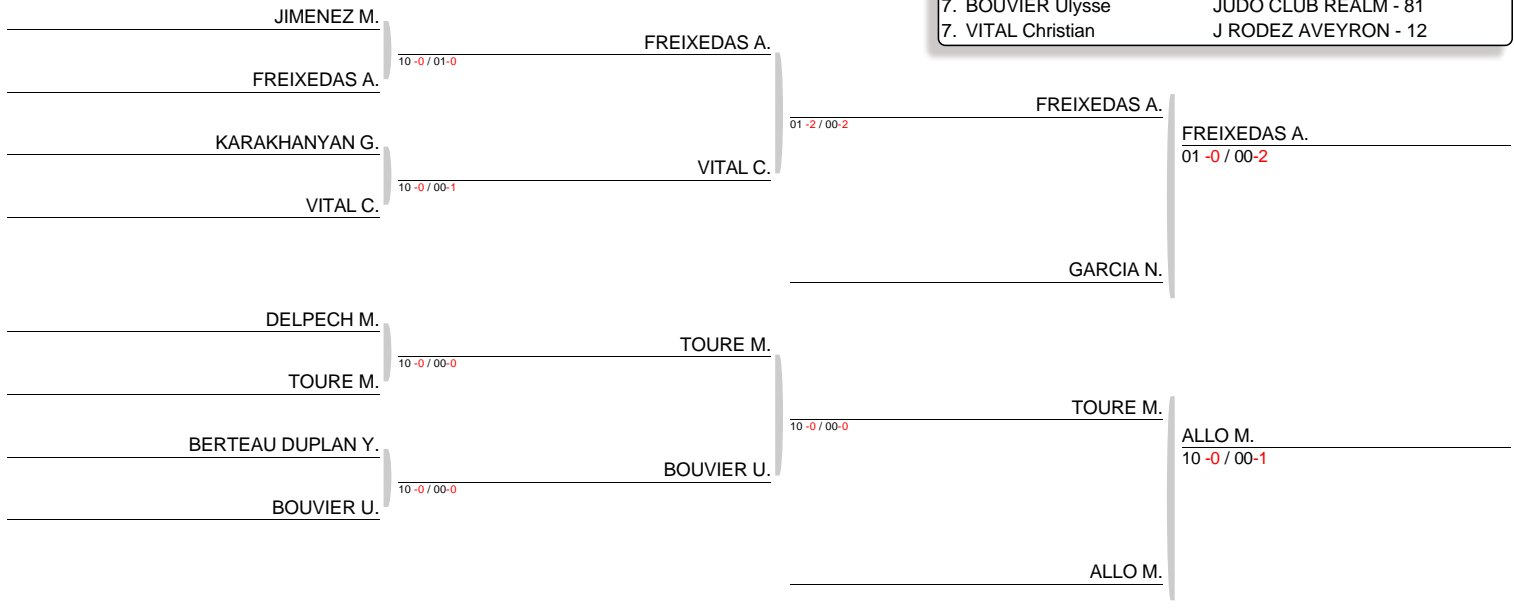 7. BOUVIER Ulysse JUDO CLUB REALM - 81
7. VITAL Christian J RODEZ AVEYRON - 12
JIMENEZ M.
FREIXEDAS A.
KARAKHANYAN G.
VITAL C.
DELPECH M.
TOURE M.
BERTEAU DUPLAN Y.
BOUVIER U.
FREIXEDAS A.
10 -0 / 01-0
VITAL C.
10 -0 / 00-1
TOURE M.
10 -0 / 00-0
BOUVIER U.
10 -0 / 00-0
FREIXEDAS A.
01 -2 / 00-2
GARCIA N.
TOURE M.
10 -0 / 00-0
ALLO M.
FREIXEDAS A.
01 -0 / 00-2
ALLO M.
10 -0 / 00-1